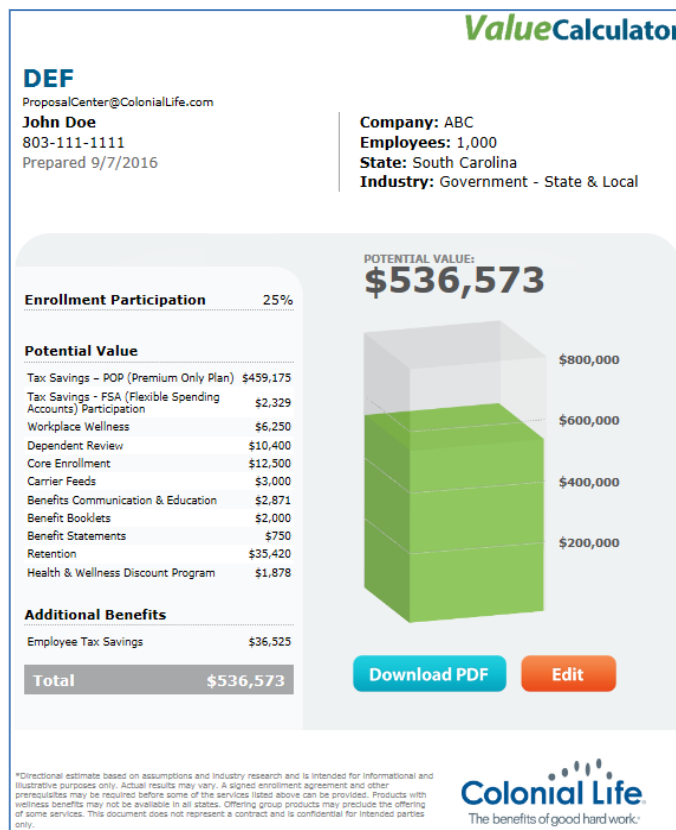 ValueCalculator
DEF
ProposalCenter@ColonialLife.com
John Doe
803-111-1111
Prepared 9/7/2016
Company: ABC
Employees: 1,000
State: South Carolina
Industry: Government - State & Local
Enrollment Participation 25%
Potential Value
Tax Savings – POP (Premium Only Plan) $459,175
Tax Savings - FSA (Flexible Spending
Accounts) Participation $2,329
Workplace Wellness $6,250
Dependent Review $10,400
Core Enrollment $12,500
Carrier Feeds $3,000
Benefits Communication & Education $2,871
Benefit Booklets $2,000
Benefit Statements $750
Retention $35,420
Health & Wellness Discount Program $1,878
Additional Benefits
Employee Tax Savings $36,525
Total $536,573
POTENTIAL VALUE:
$536,573
$800,000
$600,000
$400,000
$200,000
Download PDF
Edit
*Directional estimate based on assumptions and industry research and is intended for informational and
illustrative purposes only. Actual results may vary. A signed enrollment agreement and other
prerequisites may be required before some of the services listed above can be provided. Products with
wellness benefits may not be available in all states. Offering group products may preclude the offering
of some services. This document does not represent a contract and is confidential for intended parties
only.
Colonial Life
The benefits of good hard work.